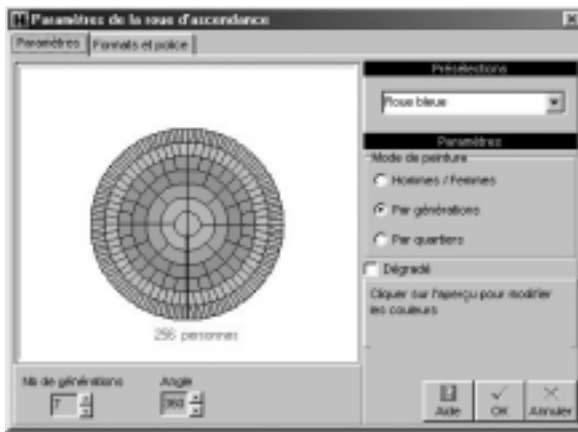 Paramètres de la roue d'ascendance
Paramètres
Formats et police
Présélections
Roue bleue
Paramètres
Mode de peinture
Hommes / Femmes
Par générations
Par quartiers
Dégradé
Cliquer sur l'aperçu pour modifier
les couleurs
256 personnes
Nb de générations
Angle
7
360
Aide
OK
Annuler